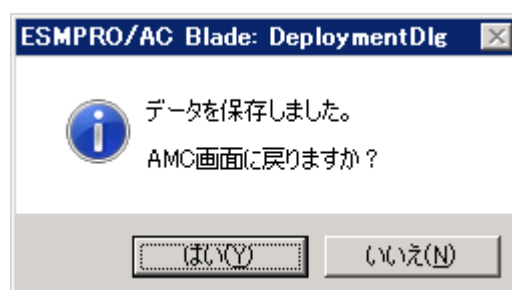 ESMPRO/AC Blade: DeploymentDlg
データを保存しました。
AMC画面に戻りますか？
はい(Y)
いいえ(N)